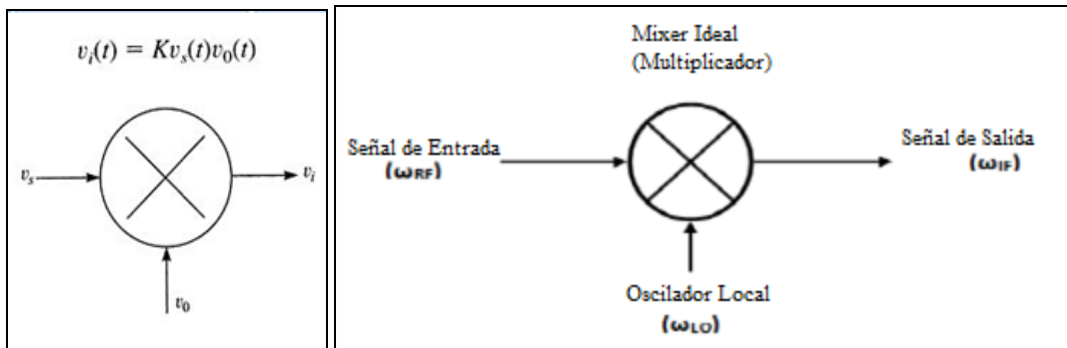 v_i(t) = Kv_s(t)v_0(t)
v_s
v_i
v_0
Mixer Ideal
(Multiplicador)
Señal de Entrada
(ωRF)
Señal de Salida
(ωIF)
Oscilador Local
(ωLO)